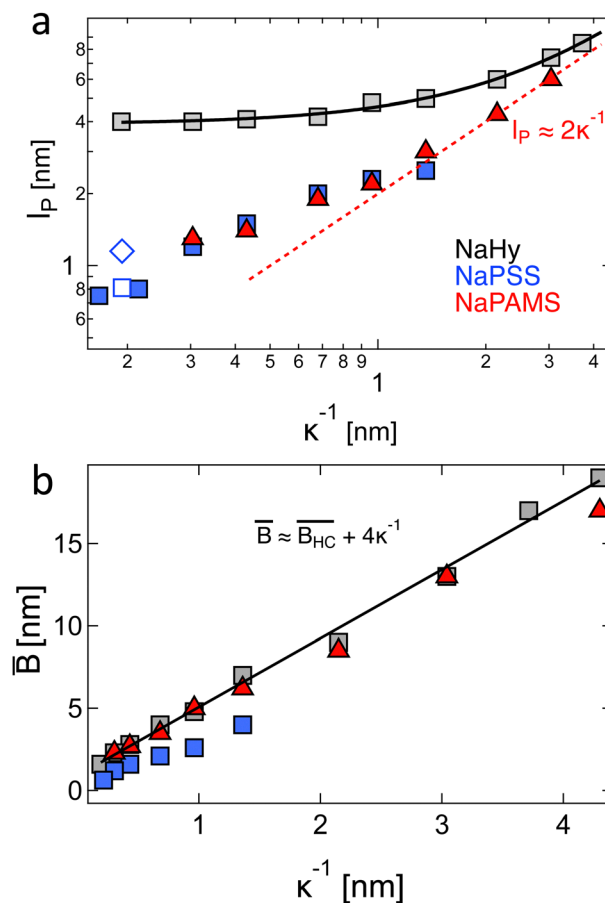 a
8
6
4
2
1
8
6
l_P [nm]
l_P ≈ 2κ^-1
NaHy
NaPSS
NaPAMS
2 3 4 5 6 7 8 9 1 2 3 4
κ^-1 [nm]
b
B̅ ≈ B̅_HC + 4κ^-1
15
10
5
0
B̅ [nm]
1 2 3 4
κ^-1 [nm]